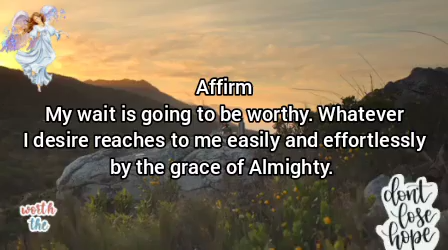 Affirm
My wait is going to be worthy. Whatever
I desire reaches to me easily and effortlessly
by the grace of Almighty.
worth
the
dont
lose
hope